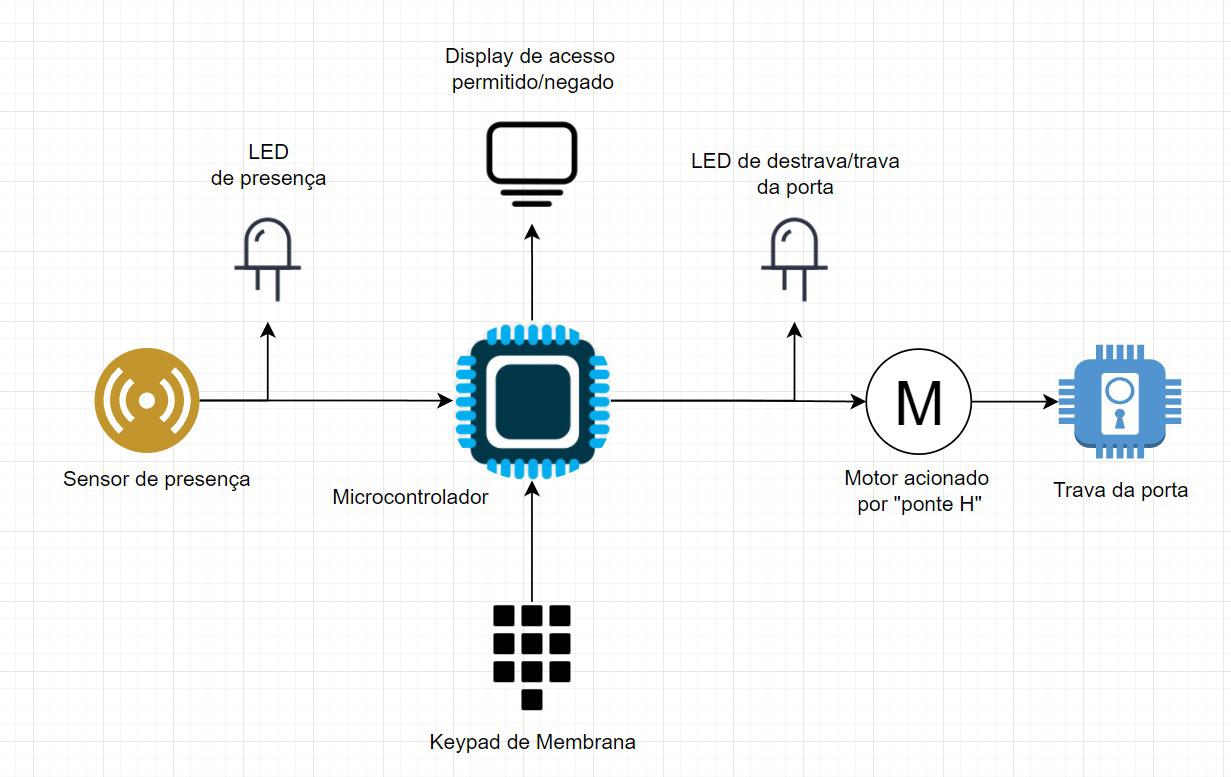 Display de acesso
permitido/negado
LED
de presença
LED de destrava/trava
da porta
Sensor de presença
Microcontrolador
M
Motor acionado
por "ponte H"
Trava da porta
Keypad de Membrana